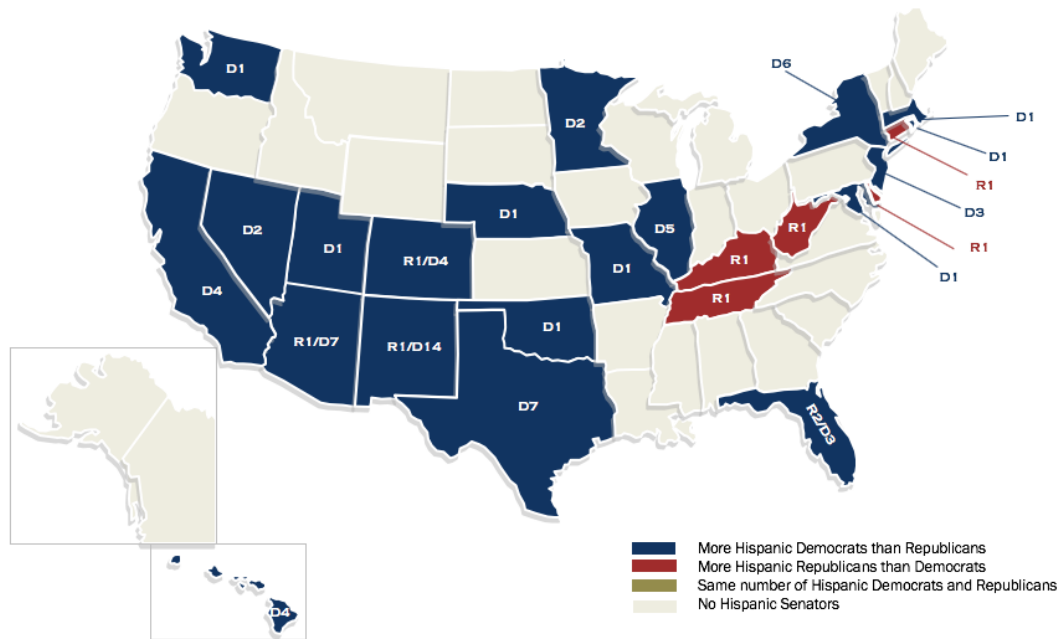 D1
D6
D2
D1
D1
R1
D3
R1
D1
D1
D5
D2
D1
R1/D4
D1
R1
R1
D4
R1
R1/D7
R1/D14
D1
D7
R2/D3
D4
More Hispanic Democrats than Republicans
More Hispanic Republicans than Democrats
Same number of Hispanic Democrats and Republicans
No Hispanic Senators